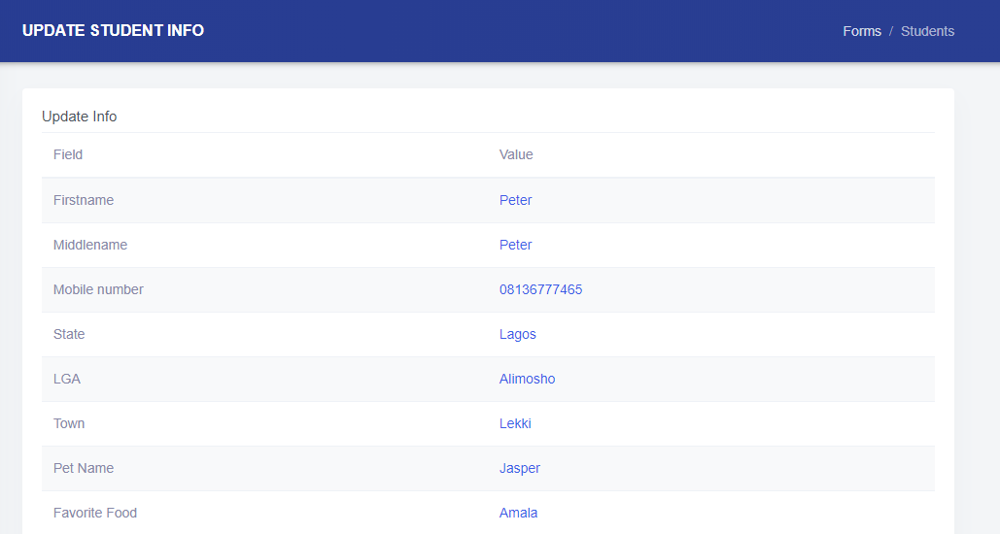 UPDATE STUDENT INFO Forms / Students
Update Info
Field Value
Firstname Peter
Middlename Peter
Mobile number 08136777465
State Lagos
LGA Alimosho
Town Lekki
Pet Name Jasper
Favorite Food Amala